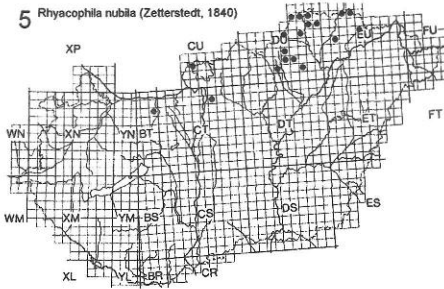 5 Rhyacophila nubila (Zetterstedt, 1840)
XP
CU
DU
EU
FU
WN
XN
YN
BT
CT
DT
ET
FT
WM
XM
YM
BS
CS
DS
ES
XL
YL
BR
CR